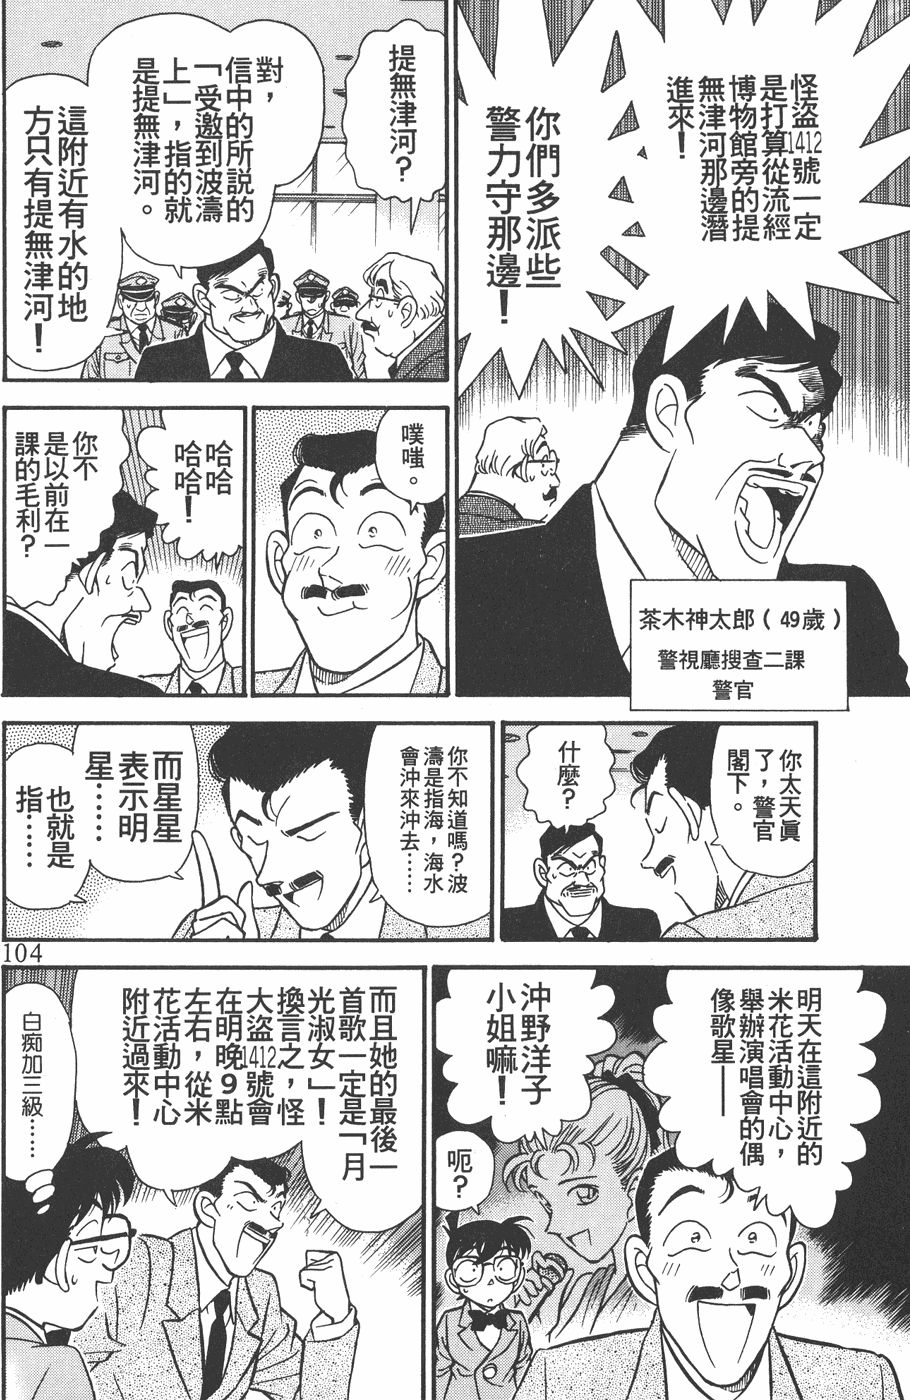 怪盜1412號一定
是打算從流經
博物館旁的提
無津河那邊潛
進來！
你們多派些
警力守那邊！
茶木神太郎（49歲）
警視廳搜查二課
警官
提無津河？
對，
信中的所說的
「受邀到波濤
上」，指的就
是提無津河。
這附近有水的地
方只有提無津河！
噗嗤。
哈哈
哈哈！
你不
是以前在一
課的毛利？
你太天真
了，警官
閣下。
什麼？
你不知道嗎？波
濤是指海，海水
會沖來沖去……
而星星
表示明
星……
也就是
指……
104
明天在這附近的
米花活動中心，
舉辦演唱會的偶
像歌星——
沖野洋子
小姐嘛！
呃？
而且她的最後一
首歌一定是「月
光淑女」！
換言之，怪
大盜1412號會
在明晚9點
左右，從米
花活動中心
附近過來！
白痴加三級……